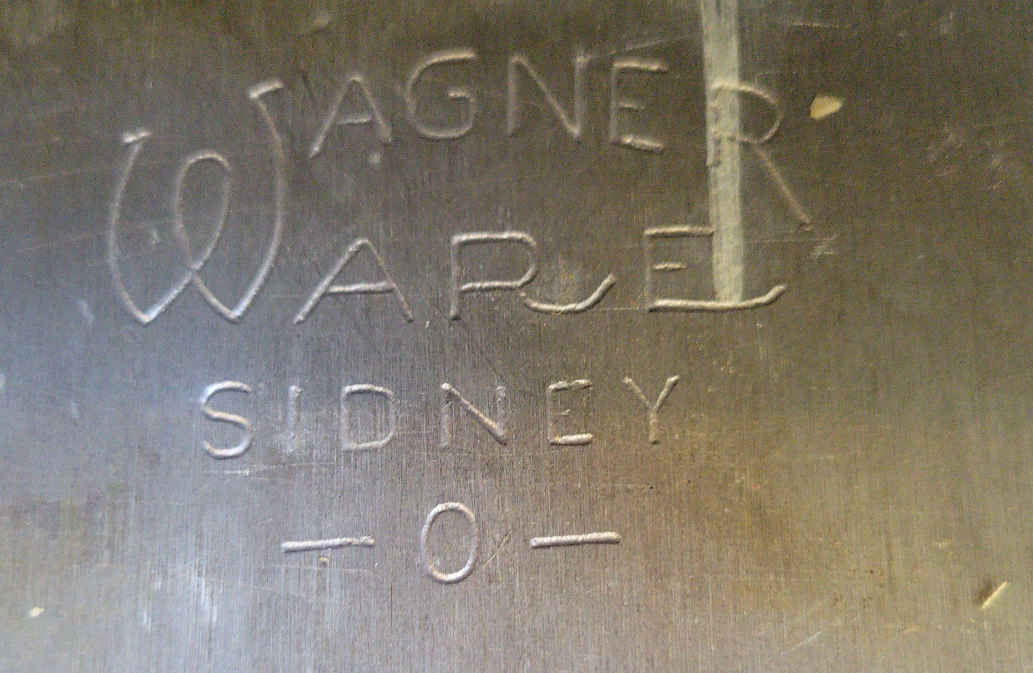 WAGNER
WARE
SIDNEY
-O-